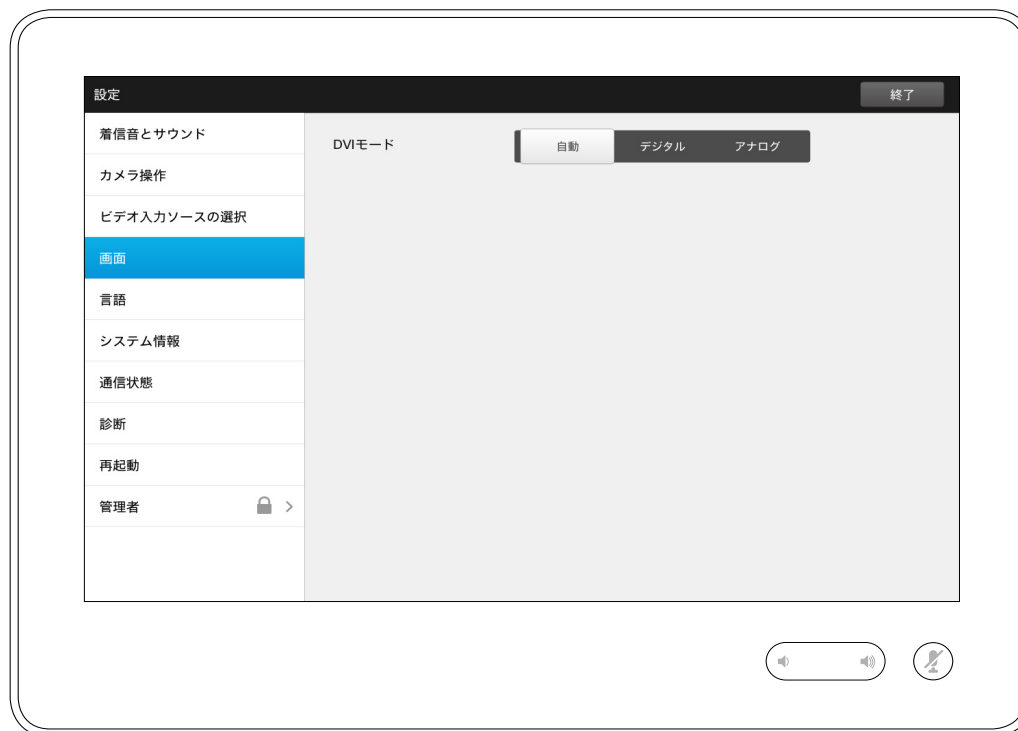 設定
終了
着信音とサウンド
カメラ操作
ビデオ入力ソースの選択
画面
言語
システム情報
通信状態
診断
再起動
管理者
DVIモード
自動 デジタル アナログ